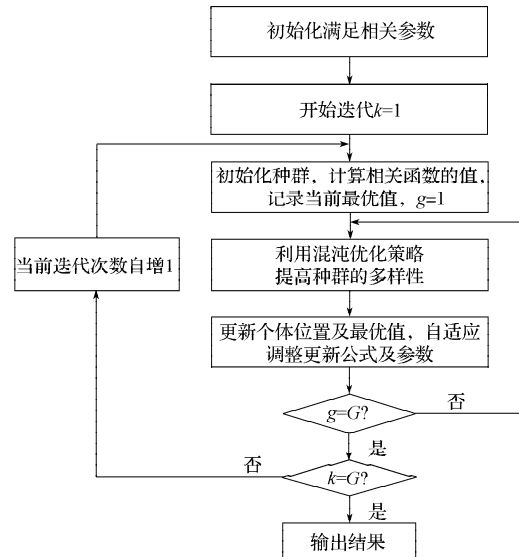 初始化满足相关参数
开始迭代k=1
初始化种群，计算相关函数的值，
记录当前最优值，g=1
利用混沌优化策略
提高种群的多样性
当前迭代次数自增1
更新个体位置及最优值，自适应
调整更新公式及参数
g=G?
否
是
否
k=G?
是
输出结果